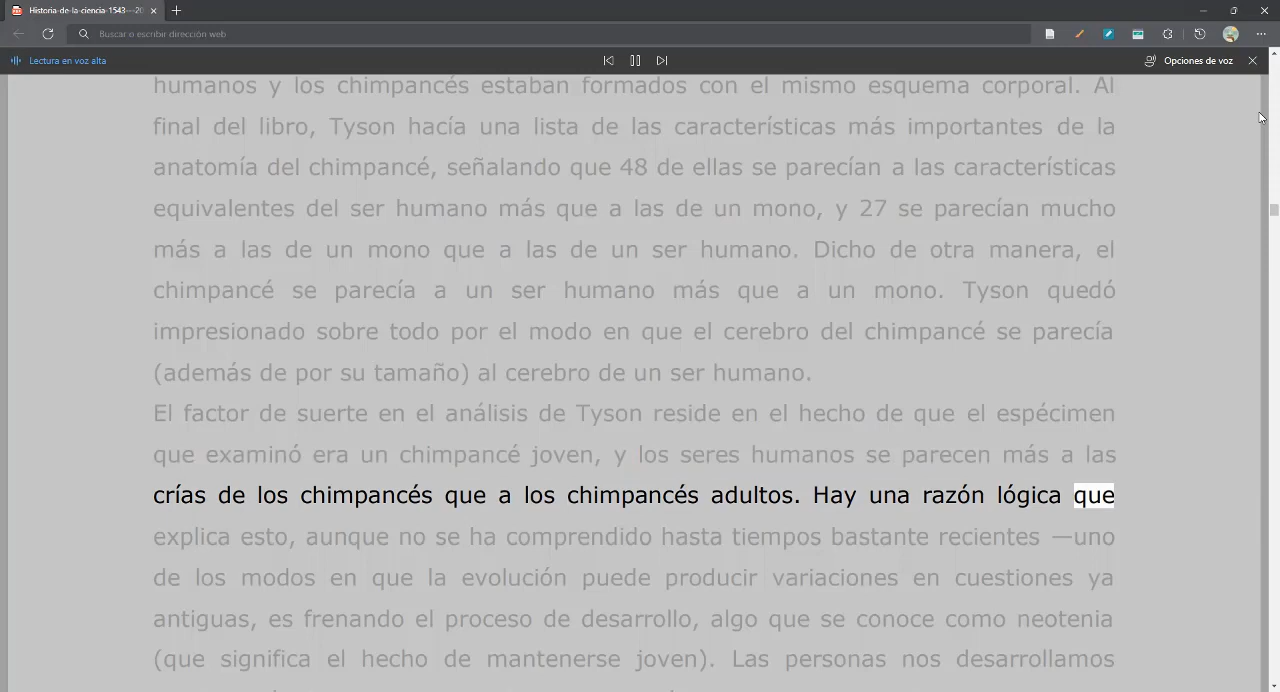 Historia-de-la-ciencia-1543---20
Buscar o escribir dirección web
Lectura en voz alta
Opciones de voz
humanos y los chimpancés estaban formados con el mismo esquema corporal. Al
final del libro, Tyson hacía una lista de las características más importantes de la
anatomía del chimpancé, señalando que 48 de ellas se parecían a las características
equivalentes del ser humano más que a las de un mono, y 27 se parecían mucho
más a las de un mono que a las de un ser humano. Dicho de otra manera, el
chimpancé se parecía a un ser humano más que a un mono. Tyson quedó
impresionado sobre todo por el modo en que el cerebro del chimpancé se parecía
(además de por su tamaño) al cerebro de un ser humano.
El factor de suerte en el análisis de Tyson reside en el hecho de que el espécimen
que examinó era un chimpancé joven, y los seres humanos se parecen más a las
crías de los chimpancés que a los chimpancés adultos. Hay una razón lógica que
explica esto, aunque no se ha comprendido hasta tiempos bastante recientes —uno
de los modos en que la evolución puede producir variaciones en cuestiones ya
antiguas, es frenando el proceso de desarrollo, algo que se conoce como neotenia
(que significa el hecho de mantenerse joven). Las personas nos desarrollamos